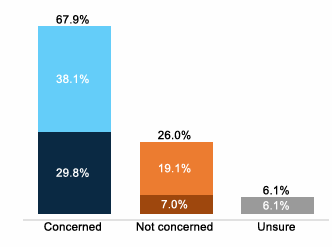 67.9%
38.1%
29.8%
26.0%
19.1%
7.0%
6.1%
6.1%
Concerned
Not concerned
Unsure